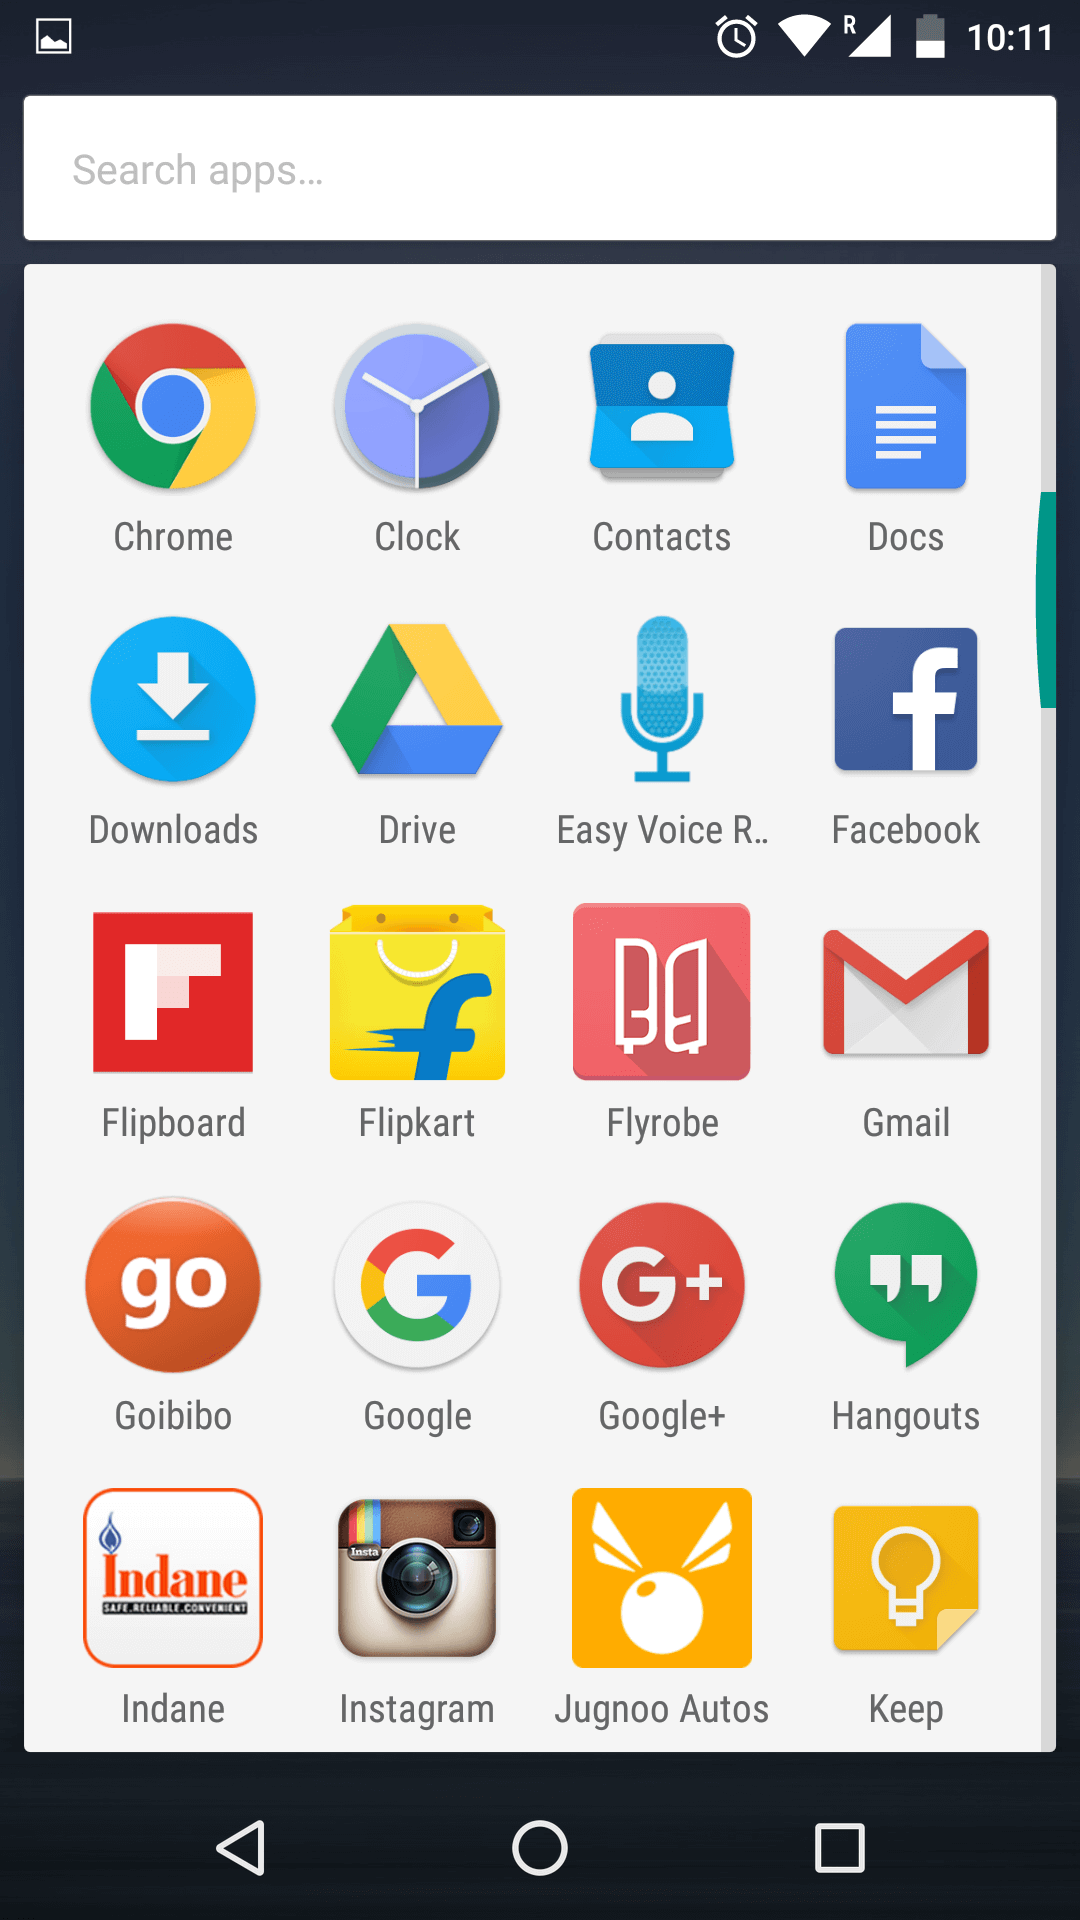 R 10:11
Search apps...
Chrome Clock Contacts Docs
Downloads Drive Easy Voice R.. Facebook
Flipkart
Flipboard Flipkart Flyrobe Gmail
go G G+
Goibibo Google Google+ Hangouts
Indane
SAFE.RELIABLE.CONVENIENT
Insta
Indane Instagram Jugnoo Autos Keep